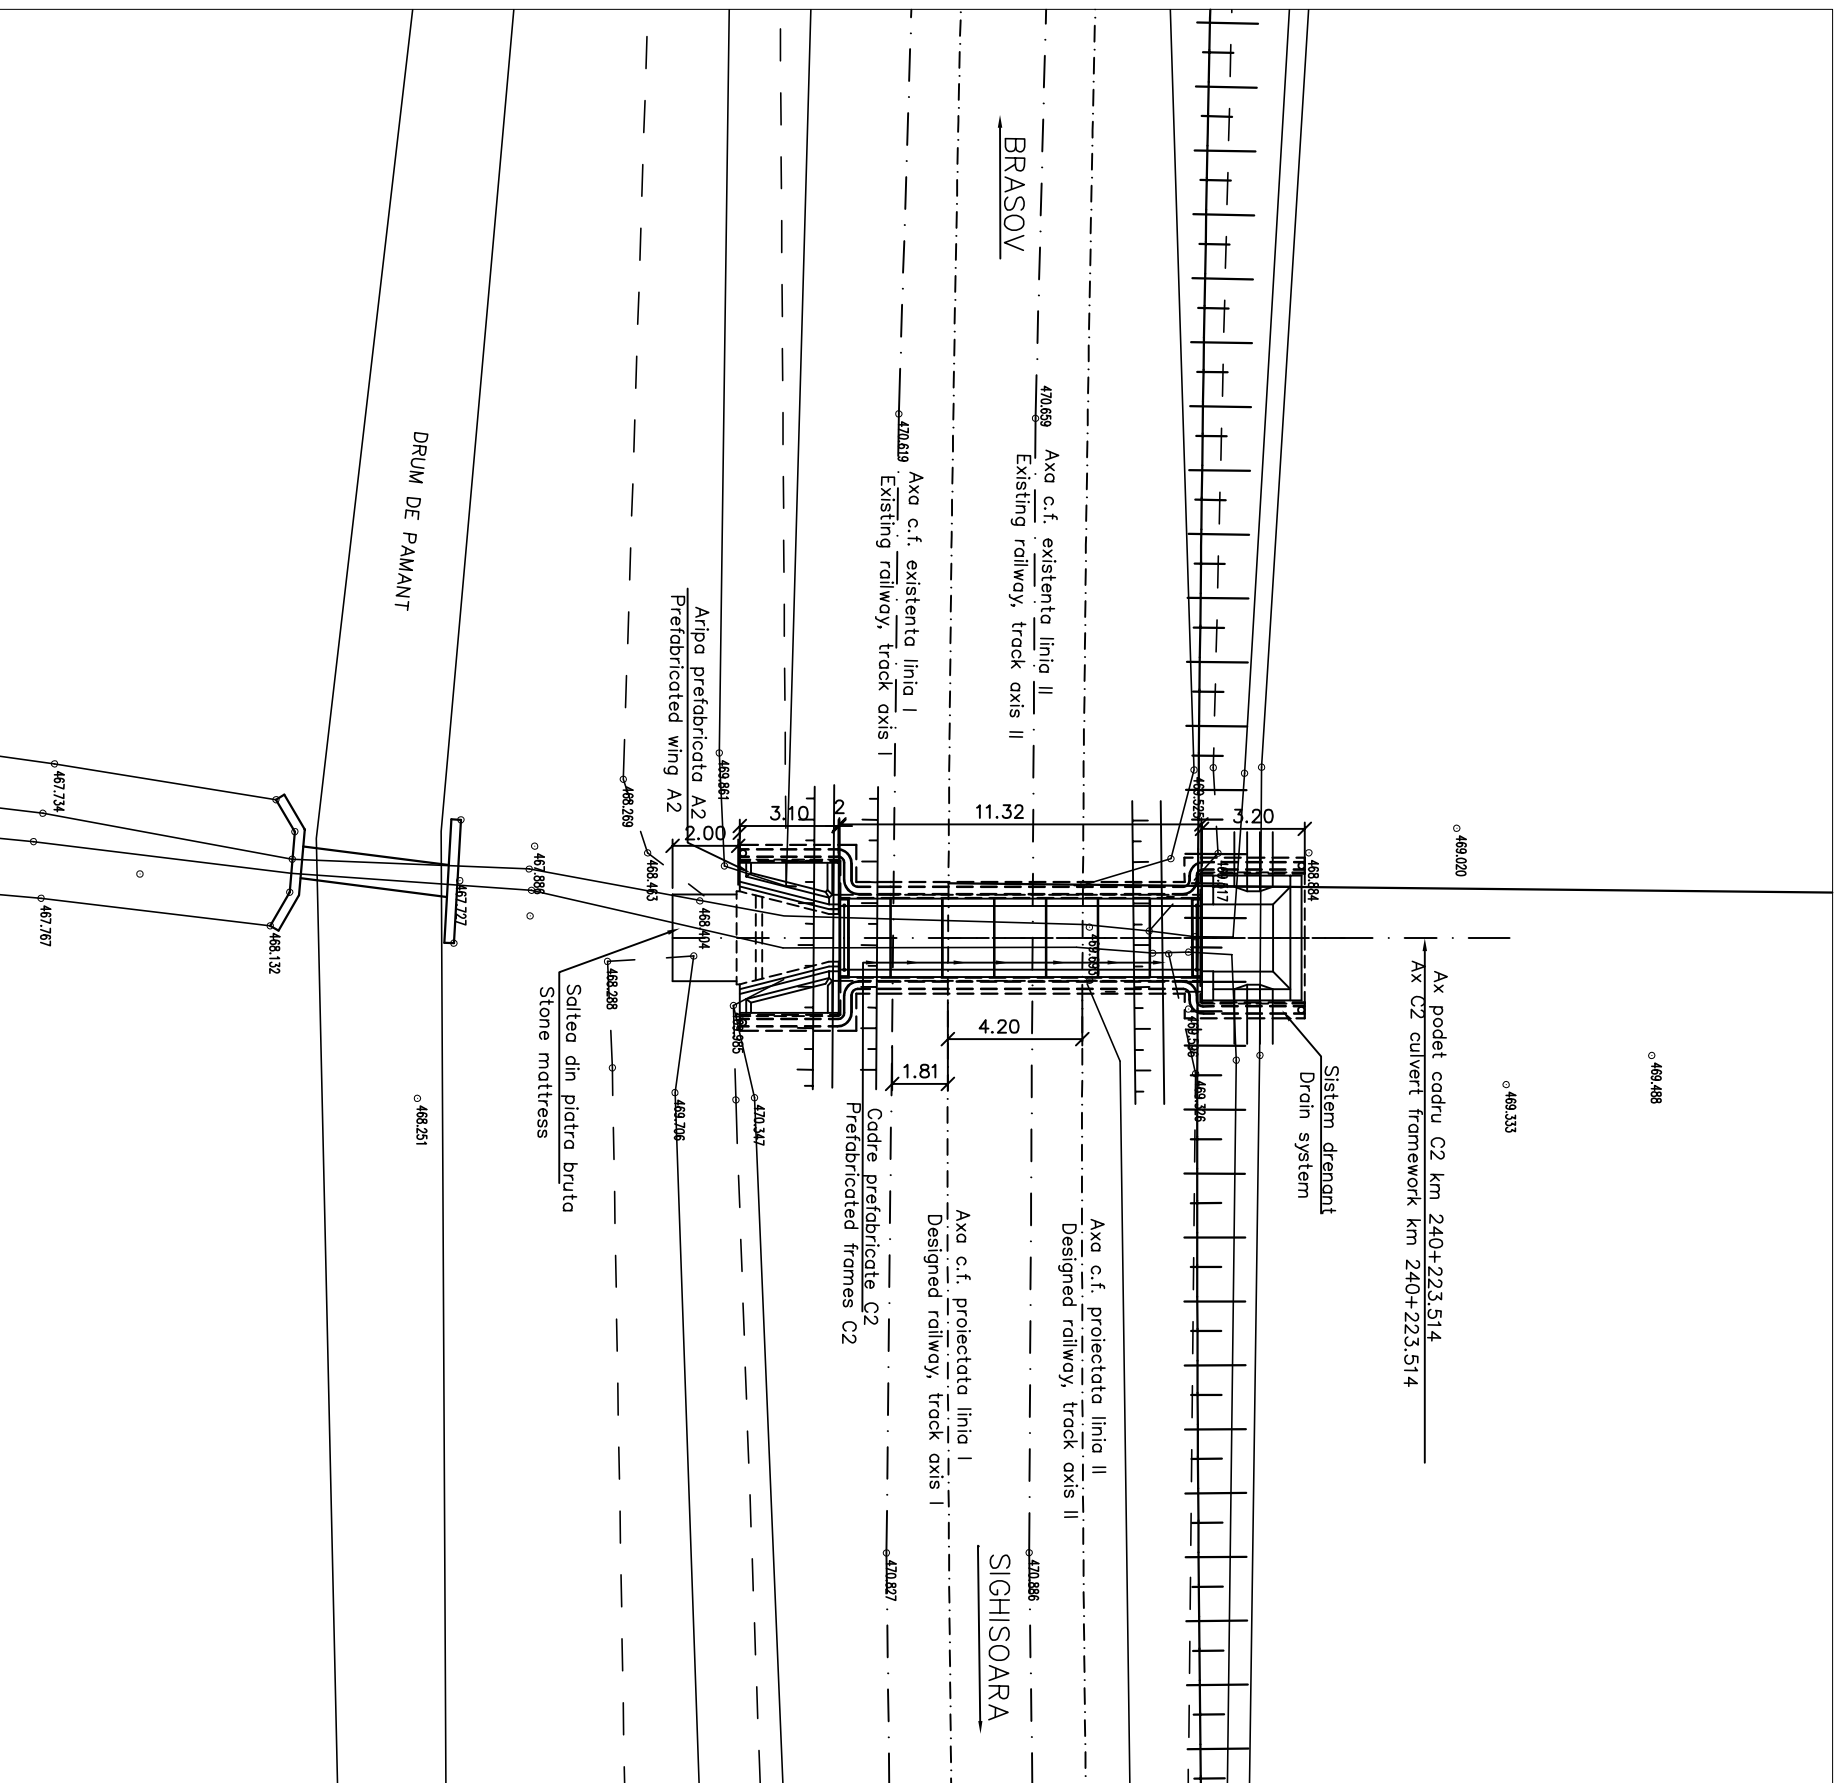 BRASOV
DRUM DE PAMANT
470.659
470.619
Axa c.f. existenta linia II
Existing railway, track axis II
Axa c.f. existenta linia I
Existing railway, track axis I
Aripa prefabricata A2
Prefabricated wing A2
469.861
468.269
467.734
3.10
2
11.32
3.20
2.00
469.525
469.020
468.884
468.463
467.886
467.727
467.767
468.132
468.404
469.693
468.288
469.488
469.333
4.20
1.81
469.326
469.706
470.347
468.251
Ax podet cadru C2 km 240+223.514
Ax C2 culvert framework km 240+223.514
Sistem drenant
Drain system
Saltea din piatra bruta
Stone mattress
Cadre prefabricate C2
Prefabricated frames C2
Axa c.f. proiectata linia II
Designed railway, track axis II
Axa c.f. proiectata linia I
Designed railway, track axis I
470.827
470.886
SIGHISOARA